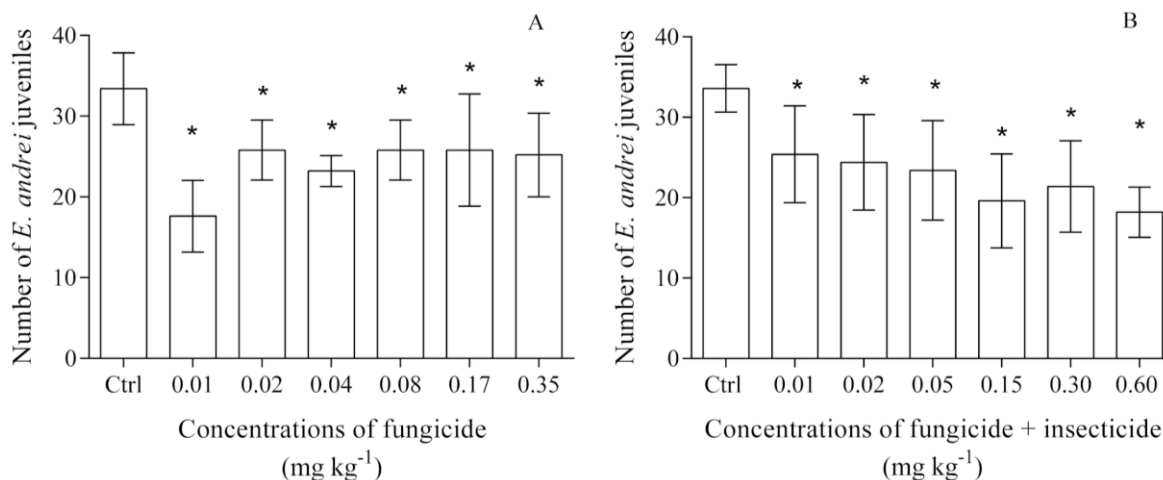 A
Number of E. andrei juveniles
40
30
20
10
0
* * * * * *
Ctrl 0.01 0.02 0.04 0.08 0.17 0.35
Concentrations of fungicide
(mg kg⁻¹)
B
Number of E. andrei juveniles
40
30
20
10
0
* * * * * *
Ctrl 0.01 0.02 0.05 0.15 0.30 0.60
Concentrations of fungicide + insecticide
(mg kg⁻¹)